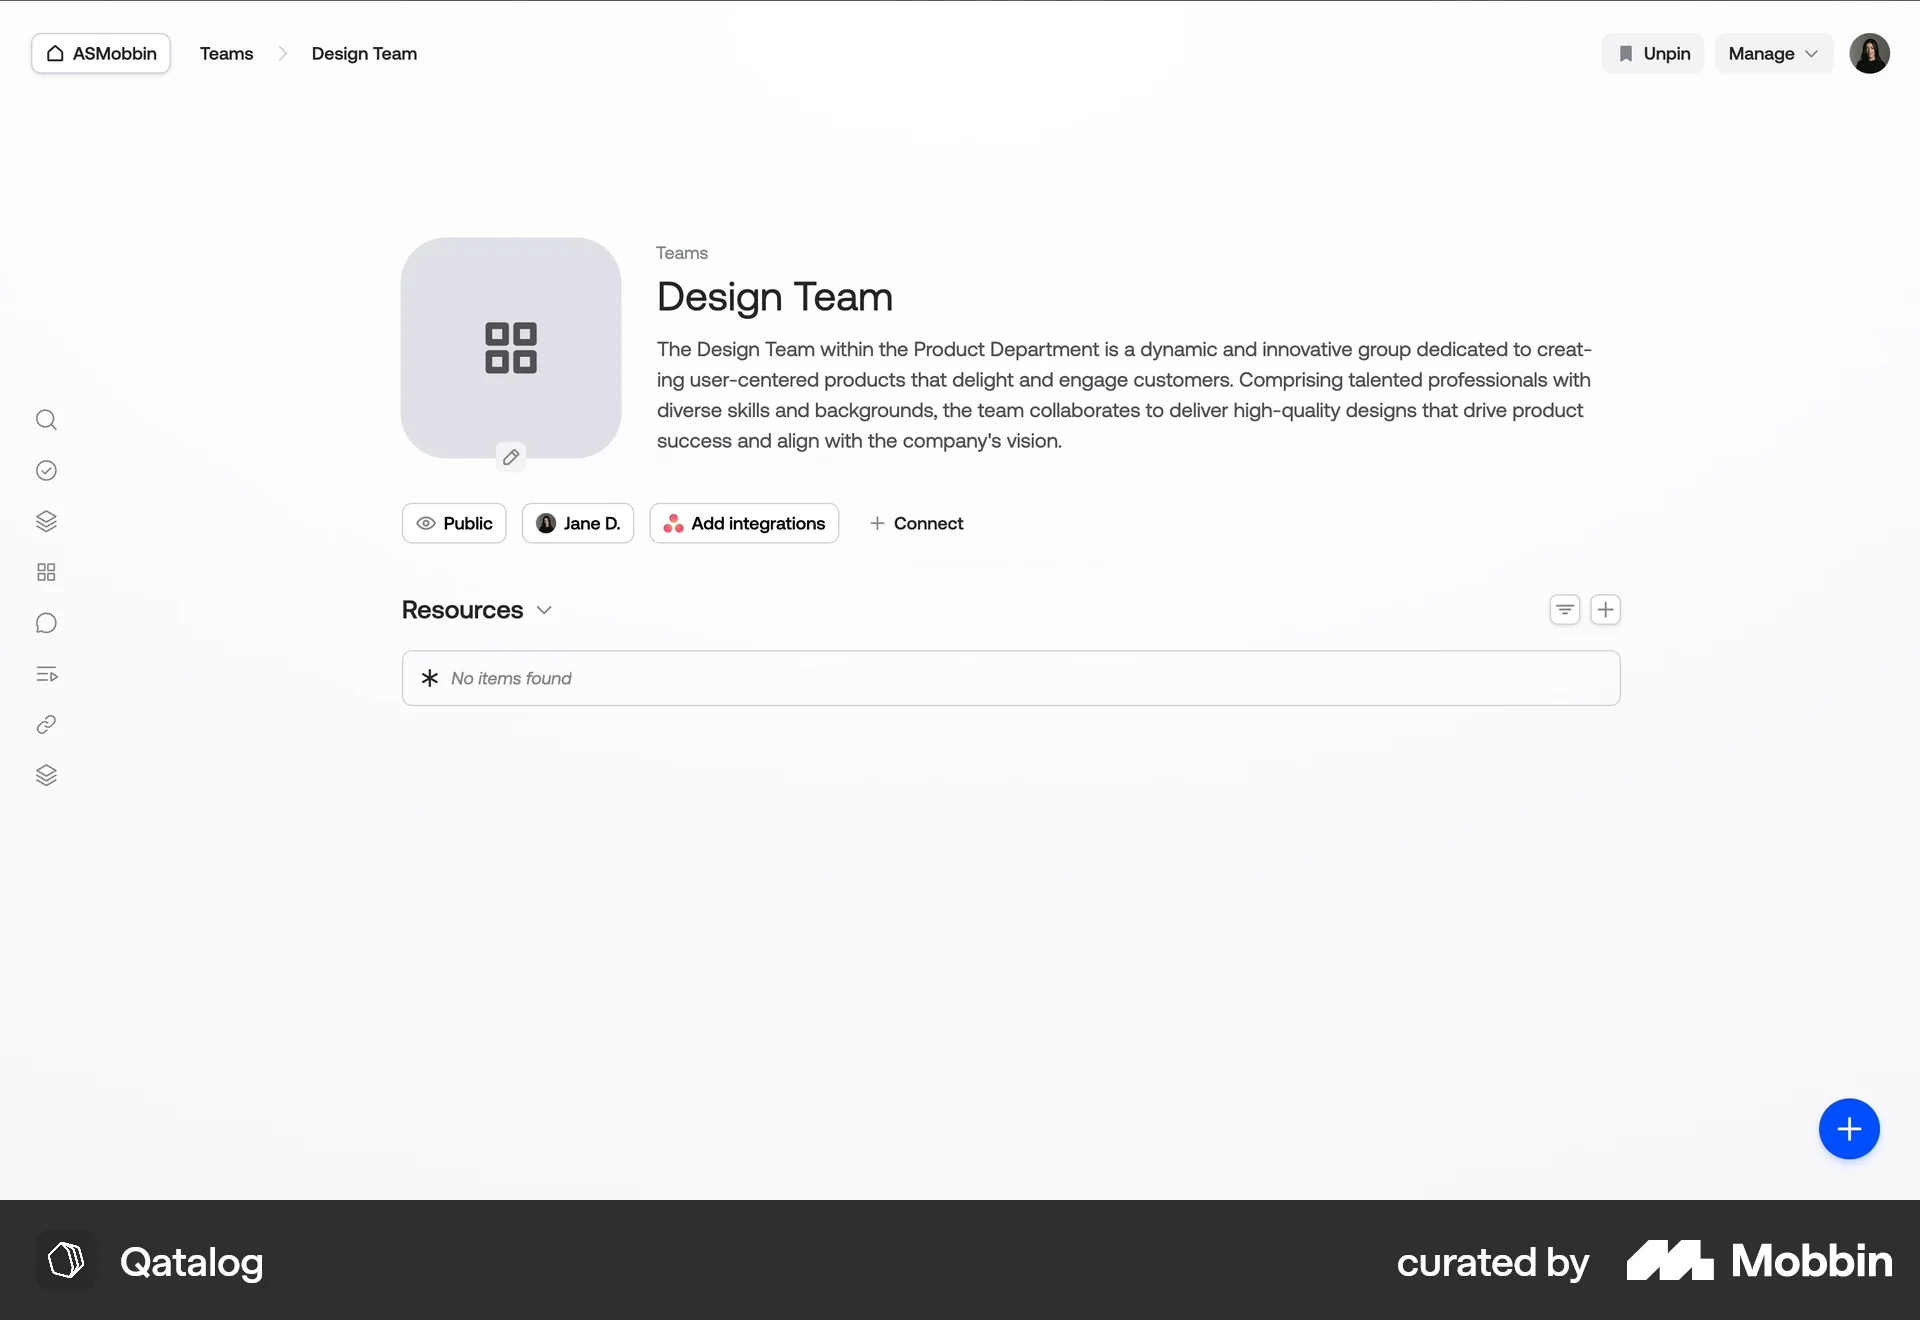 ASMobbin
Teams
Design Team
Unpin
Manage
Teams
Design Team
The Design Team within the Product Department is a dynamic and innovative group dedicated to creat-
ing user-centered products that delight and engage customers. Comprising talented professionals with
diverse skills and backgrounds, the team collaborates to deliver high-quality designs that drive product
success and align with the company's vision.
Public
Jane D.
Add integrations
Connect
Resources
No items found
Qatalog
curated by
Mobbin